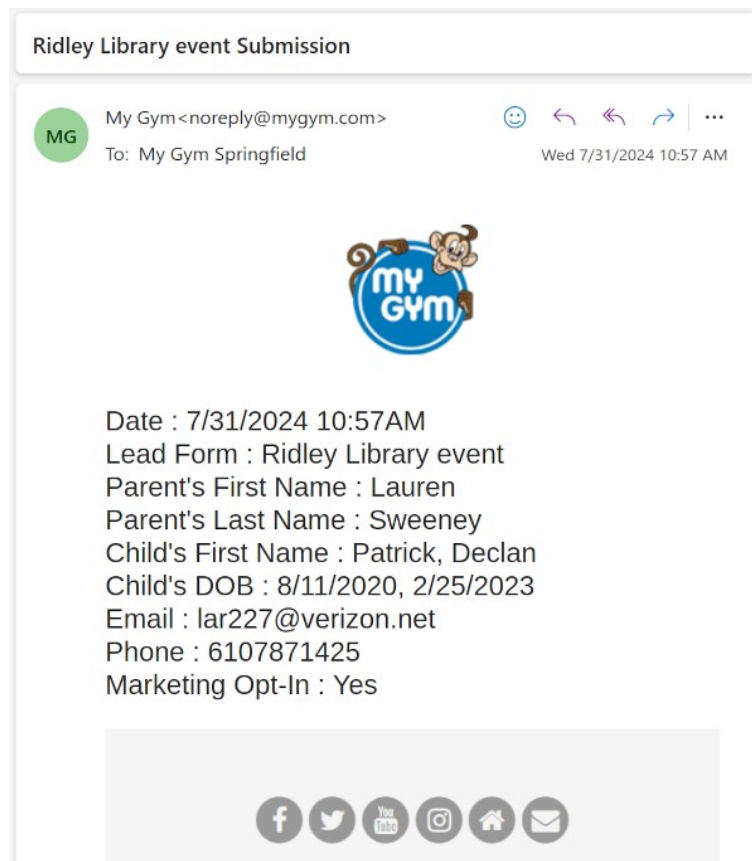 Ridley Library event Submission
MG
My Gym<noreply@mygym.com>
To: My Gym Springfield
Wed 7/31/2024 10:57 AM
MY
GYM
Date : 7/31/2024 10:57AM
Lead Form : Ridley Library event
Parent's First Name : Lauren
Parent's Last Name : Sweeney
Child's First Name : Patrick, Declan
Child's DOB : 8/11/2020, 2/25/2023
Email : lar227@verizon.net
Phone : 6107871425
Marketing Opt-In : Yes
You
Tube